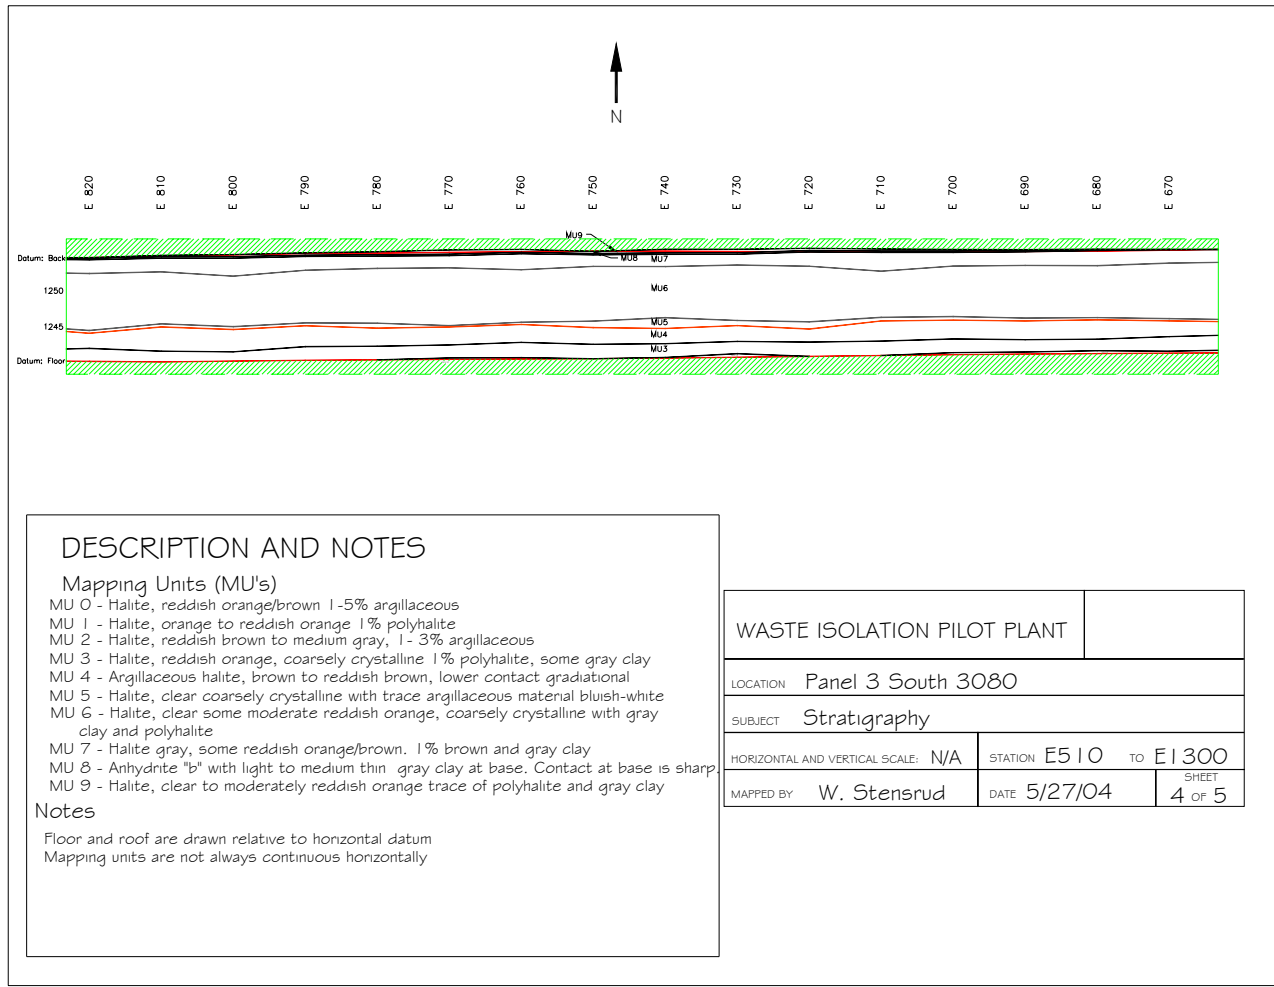 N
E 820
E 810
E 800
E 790
E 780
E 770
E 760
E 750
E 740
E 730
E 720
E 710
E 700
E 690
E 680
E 670
MU9
Datum: Back
MU8
MU7
1250
MU6
1245
MU5
MU4
MU3
Datum: Floor
DESCRIPTION AND NOTES
Mapping Units (MU's)
MU 0 - Halite, reddish orange/brown 1-5% argillaceous
MU 1 - Halite, orange to reddish orange 1% polyhalite
MU 2 - Halite, reddish brown to medium gray, 1- 3% argillaceous
MU 3 - Halite, reddish orange, coarsely crystalline 1% polyhalite, some gray clay
MU 4 - Argillaceous halite, brown to reddish brown, lower contact gradiational
MU 5 - Halite, clear coarsely crystalline with trace argillaceous material bluish-white
MU 6 - Halite, clear some moderate reddish orange, coarsely crystalline with gray
clay and polyhalite
MU 7 - Halite gray, some reddish orange/brown. 1% brown and gray clay
MU 8 - Anhydrite "b" with light to medium thin gray clay at base. Contact at base is sharp.
MU 9 - Halite, clear to moderately reddish orange trace of polyhalite and gray clay
Notes
Floor and roof are drawn relative to horizontal datum
Mapping units are not always continuous horizontally
WASTE ISOLATION PILOT PLANT
LOCATION Panel 3 South 3080
SUBJECT Stratigraphy
HORIZONTAL AND VERTICAL SCALE: N/A
STATION E510 TO E1300
MAPPED BY W. Stensrud
DATE 5/27/04
SHEET
4 OF 5